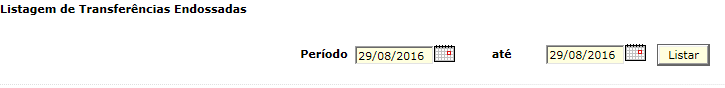 Listagem de Transferências Endossadas
Período 29/08/2016 até 29/08/2016 Listar